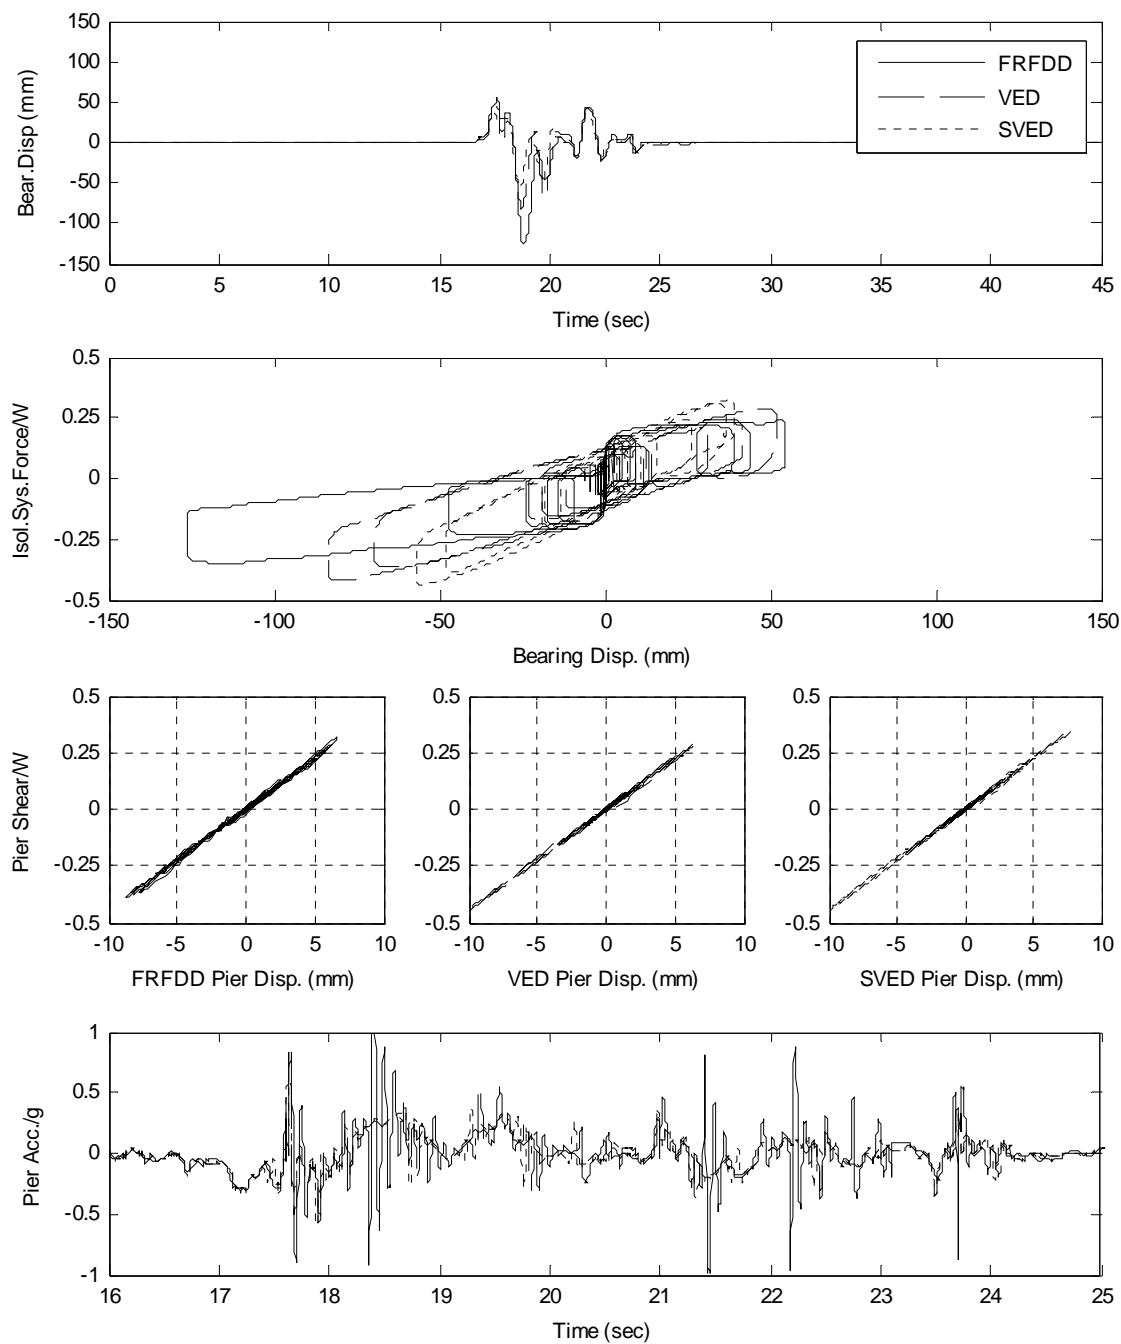 150
100
50
0
-50
-100
-150
Bear.Disp (mm)
FRFDD
VED
SVED
0 5 10 15 20 25 30 35 40 45
Time (sec)
0.5
0.25
0
-0.25
-0.5
Isol.Sys.Force/W
-150 -100 -50 0 50 100 150
Bearing Disp. (mm)
0.5
0.25
0
-0.25
-0.5
Pier Shear/W
-10 -5 0 5 10
FRFDD Pier Disp. (mm)
0.5
0.25
0
-0.25
-0.5
-10 -5 0 5 10
VED Pier Disp. (mm)
0.5
0.25
0
-0.25
-0.5
-10 -5 0 5 10
SVED Pier Disp. (mm)
1
0.5
0
-0.5
-1
Pier Acc./g
16 17 18 19 20 21 22 23 24 25
Time (sec)